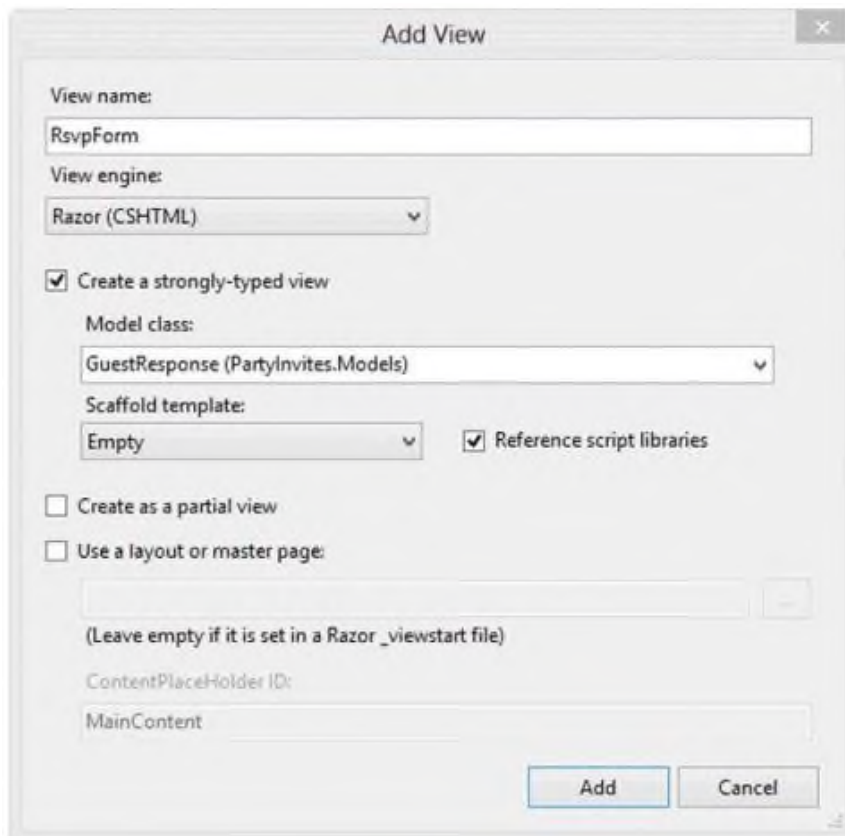 Add View
View name:
RsvpForm
View engine:
Razor (CSHTML)
Create a strongly-typed view
Model class:
GuestResponse (PartyInvites.Models)
Scaffold template:
Empty
Reference script libraries
Create as a partial view
Use a layout or master page:
...
(Leave empty if it is set in a Razor _viewstart file)
ContentPlaceHolder ID:
MainContent
Add
Cancel